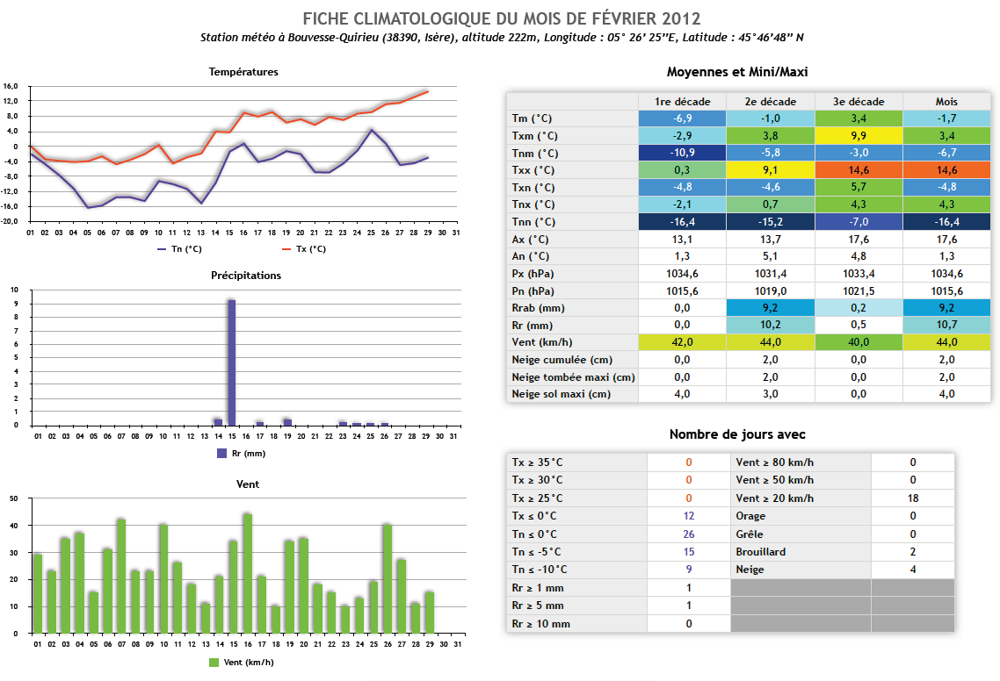 FICHE CLIMATOLOGIQUE DU MOIS DE FÉVRIER 2012
Station météo à Bouvesse-Quirieu (38390, Isère), altitude 222m, Longitude : 05° 26’ 25’’E, Latitude : 45°46’48’’ N
Températures
16,0
12,0
8,0
4,0
0
-4,0
-8,0
-12,0
-16,0
-20,0
01 02 03 04 05 06 07 08 09 10 11 12 13 14 15 16 17 18 19 20 21 22 23 24 25 26 27 28 29 30 31
Tn (°C) Tx (°C)
Précipitations
10
9
8
7
6
5
4
3
2
1
0
01 02 03 04 05 06 07 08 09 10 11 12 13 14 15 16 17 18 19 20 21 22 23 24 25 26 27 28 29 30 31
Rr (mm)
Vent
50
40
30
20
10
0
01 02 03 04 05 06 07 08 09 10 11 12 13 14 15 16 17 18 19 20 21 22 23 24 25 26 27 28 29 30 31
Vent (km/h)
Moyennes et Mini/Maxi
1re décade 2e décade 3e décade Mois
Tm (°C) -6,9 -1,0 3,4 -1,7
Txm (°C) -2,9 3,8 9,9 3,4
Tnm (°C) -10,9 -5,8 -3,0 -6,7
Txx (°C) 0,3 9,1 14,6 14,6
Txn (°C) -4,8 -4,6 5,7 -4,8
Tnx (°C) -2,1 0,7 4,3 4,3
Tnn (°C) -16,4 -15,2 -7,0 -16,4
Ax (°C) 13,1 13,7 17,6 17,6
An (°C) 1,3 5,1 4,8 1,3
Px (hPa) 1034,6 1031,4 1033,4 1034,6
Pn (hPa) 1015,6 1019,0 1021,5 1015,6
Rrab (mm) 0,0 9,2 0,2 9,2
Rr (mm) 0,0 10,2 0,5 10,7
Vent (km/h) 42,0 44,0 40,0 44,0
Neige cumulée (cm) 0,0 2,0 0,0 2,0
Neige tombée maxi (cm) 0,0 2,0 0,0 2,0
Neige sol maxi (cm) 4,0 3,0 0,0 4,0
Nombre de jours avec
Tx ≥ 35°C 0 Vent ≥ 80 km/h 0
Tx ≥ 30°C 0 Vent ≥ 50 km/h 0
Tx ≥ 25°C 0 Vent ≥ 20 km/h 18
Tx ≤ 0°C 12 Orage 0
Tn ≤ 0°C 26 Grêle 0
Tn ≤ -5°C 15 Brouillard 2
Tn ≤ -10°C 9 Neige 4
Rr ≥ 1 mm 1
Rr ≥ 5 mm 1
Rr ≥ 10 mm 0